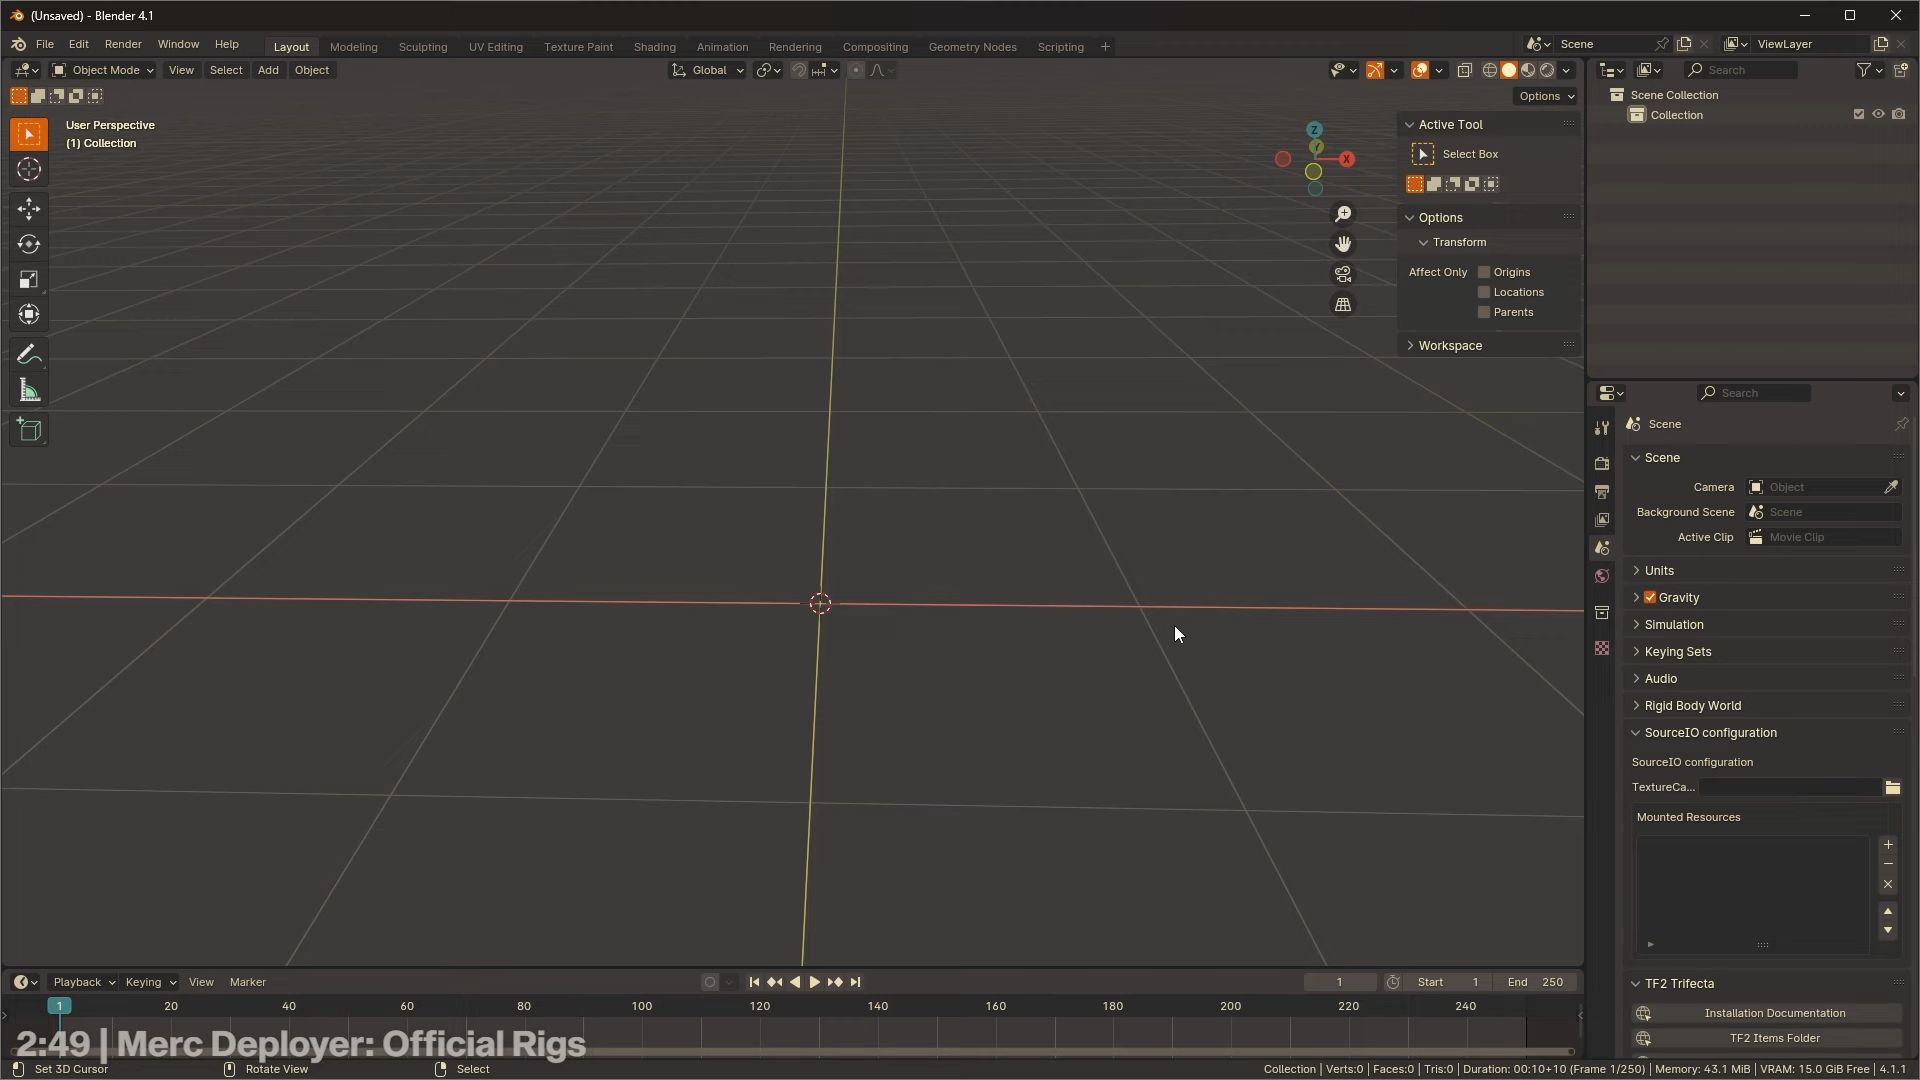 (Unsaved) - Blender 4.1
File Edit Render Window Help Layout Modeling Sculpting UV Editing Texture Paint Shading Animation Rendering Compositing Geometry Nodes Scripting + Scene ViewLayer
Object Mode View Select Add Object Global Search
Options
User Perspective
(1) Collection
Z
Y
X
Active Tool
Select Box
Options
Transform
Affect Only Origins
Locations
Parents
Workspace
Scene Collection
Collection
Search
Scene
Scene
Camera Object
Background Scene Scene
Active Clip Movie Clip
Units
Gravity
Simulation
Keying Sets
Audio
Rigid Body World
SourceIO configuration
SourceIO configuration
TextureCa...
Mounted Resources
TF2 Trifecta
Installation Documentation
TF2 Items Folder
Playback Keying View Marker 1 Start 1 End 250
1 20 40 60 80 100 120 140 160 180 200 220 240
2:49 | Merc Deployer: Official Rigs
Set 3D Cursor Rotate View Select Collection | Verts:0 | Faces:0 | Tris:0 | Duration: 00:10+10 (Frame 1/250) | Memory: 43.1 MiB | VRAM: 15.0 GiB Free | 4.1.1